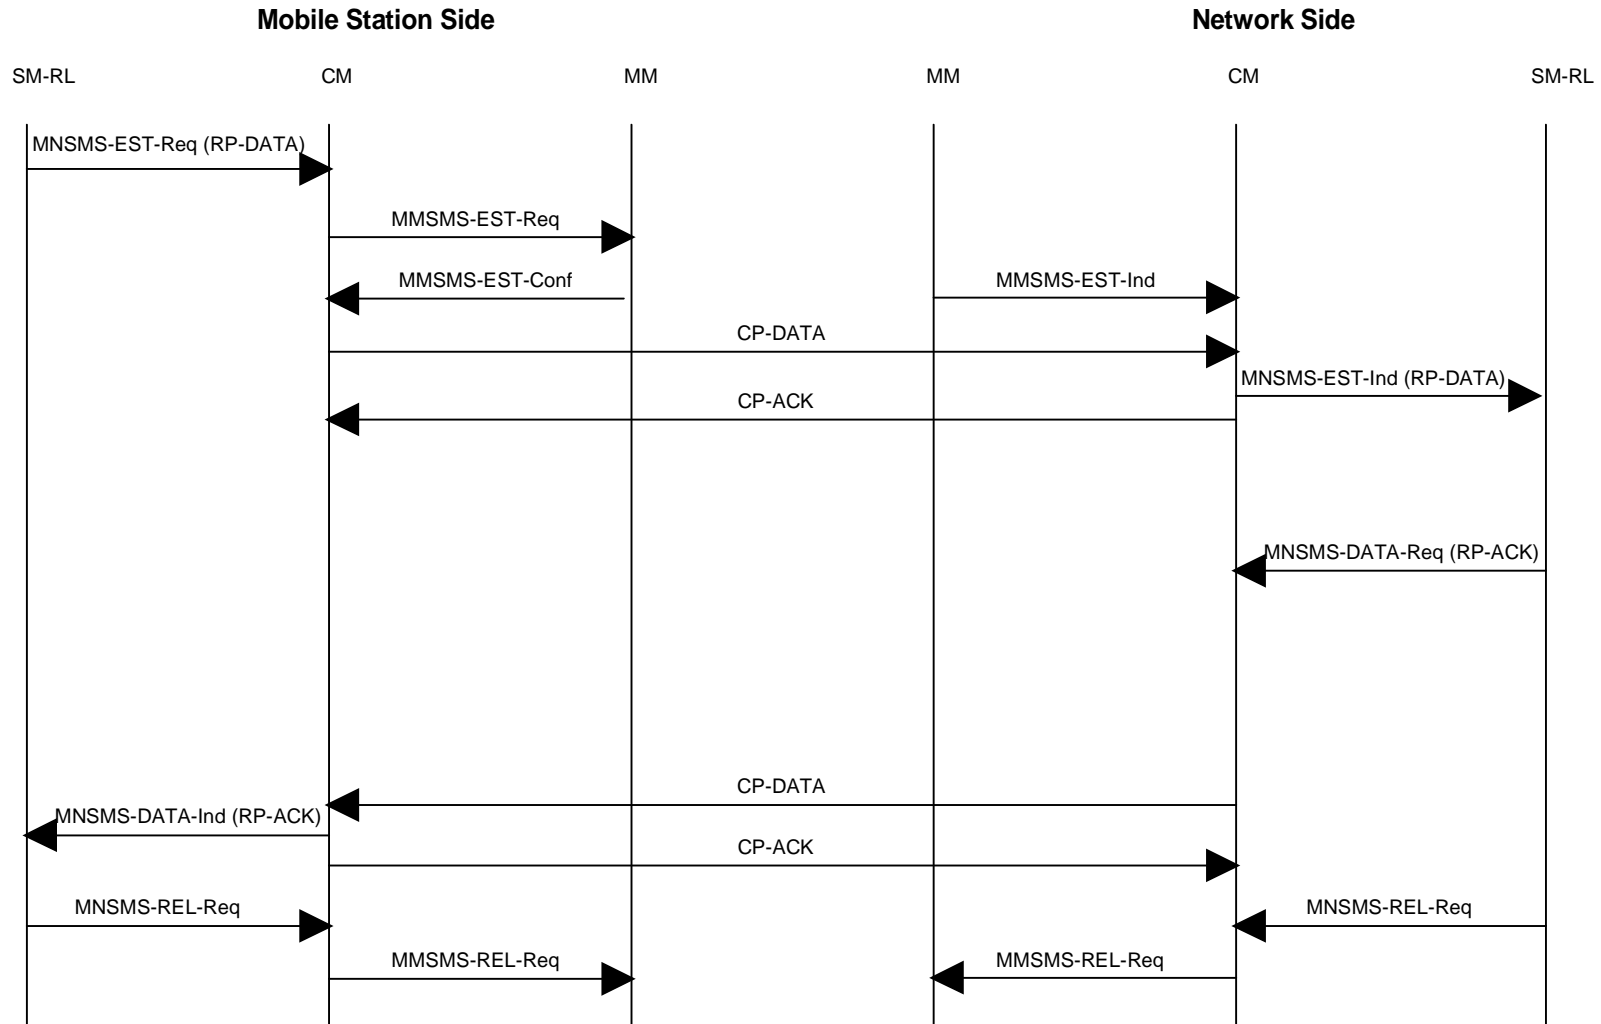 Mobile Station Side
Network Side
SM-RL
CM
MM
MM
CM
SM-RL
MNSMS-EST-Req (RP-DATA)
MMSMS-EST-Req
MMSMS-EST-Conf
MMSMS-EST-Ind
CP-DATA
MNSMS-EST-Ind (RP-DATA)
CP-ACK
MNSMS-DATA-Req (RP-ACK)
CP-DATA
MNSMS-DATA-Ind (RP-ACK)
CP-ACK
MNSMS-REL-Req
MNSMS-REL-Req
MMSMS-REL-Req
MMSMS-REL-Req